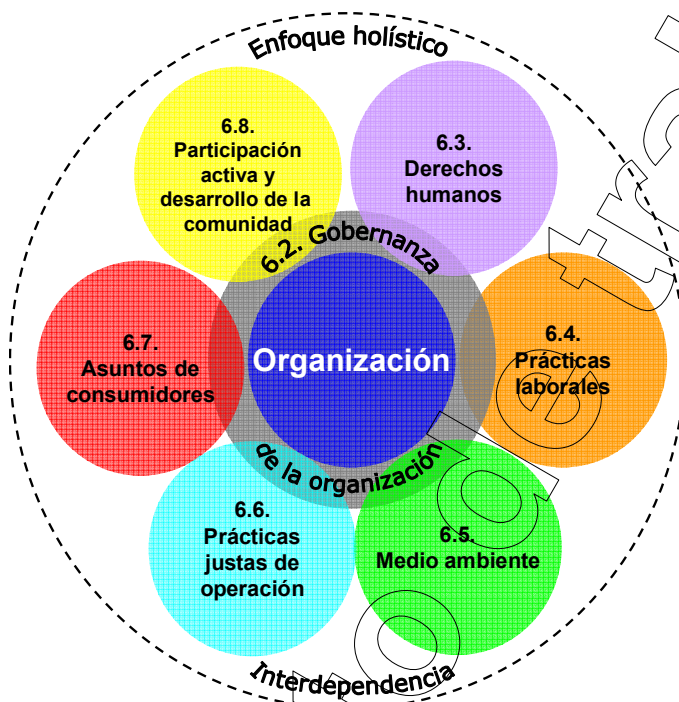 Enfoque holístico
6.8.
Participación
activa y
desarrollo de la
comunidad
6.3.
Derechos
humanos
6.2. Gobernanza
6.7.
Asuntos de
consumidores
Organización
6.4.
Prácticas
laborales
de la organización
6.6.
Prácticas
justas de
operación
6.5.
Medio ambiente
Interdependencia